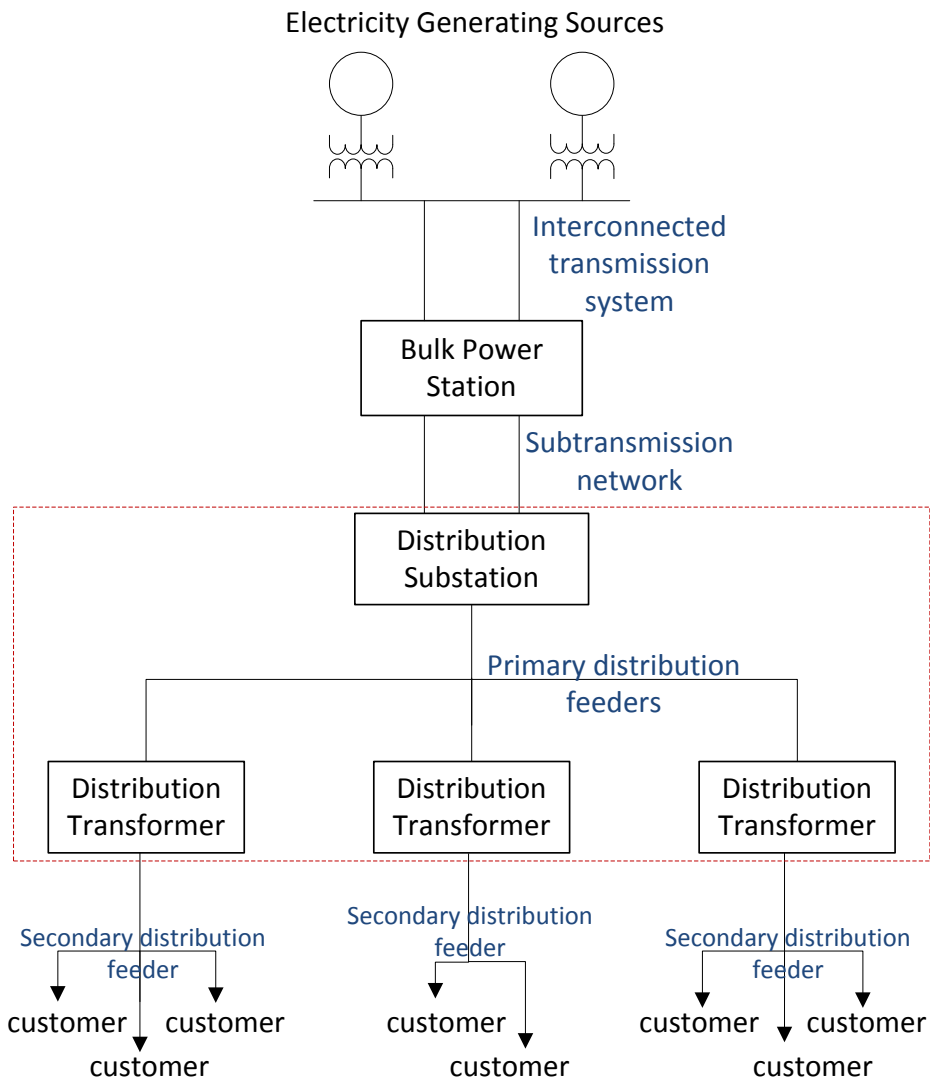 Electricity Generating Sources
Interconnected
transmission
system
Bulk Power
Station
Subtransmission
network
Distribution
Substation
Primary distribution
feeders
Distribution
Transformer
Distribution
Transformer
Distribution
Transformer
Secondary distribution
feeder
Secondary distribution
feeder
Secondary distribution
feeder
customer
customer
customer
customer
customer
customer
customer
customer